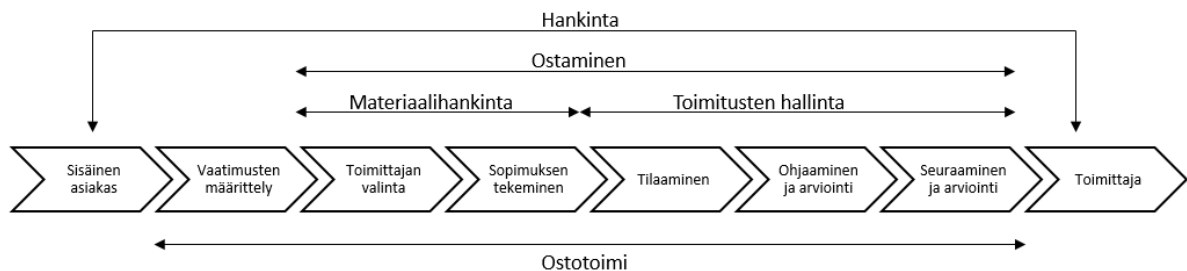 Hankinta
Ostaminen
Materiaalihankinta
Toimitusten hallinta
Sisäinen
asiakas
Vaatimusten
määrittely
Toimittajan
valinta
Sopimuksen
tekeminen
Tilaaminen
Ohjaaminen
ja arviointi
Seuraaminen
ja arviointi
Toimittaja
Ostotoimi